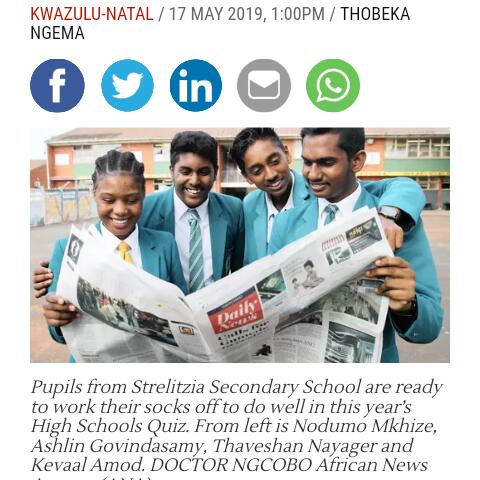 KWAZULU-NATAL / 17 MAY 2019, 1:00PM / THOBEKA
NGEMA
Daily
News
Pupils from Strelitzia Secondary School are ready
to work their socks off to do well in this year's
High Schools Quiz. From left is Nodumo Mkhize,
Ashlin Govindasamy, Thaveshan Nayager and
Kevaal Amod. DOCTOR NGCOBO African News